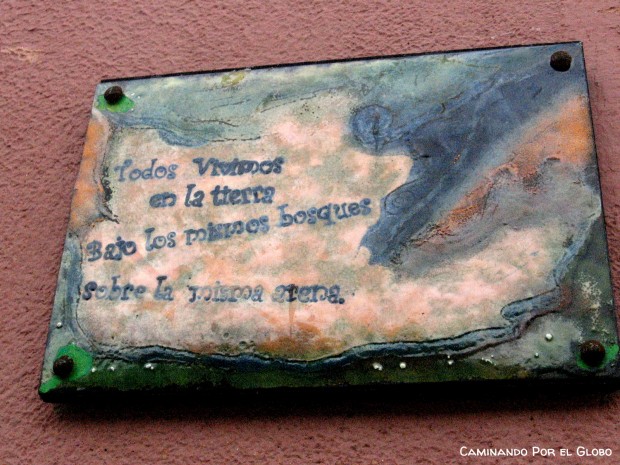 Todos Vivimos
en la tierra
Bajo los mismos bosques
sobre la misma arena.
CAMINANDO POR EL GLOBO